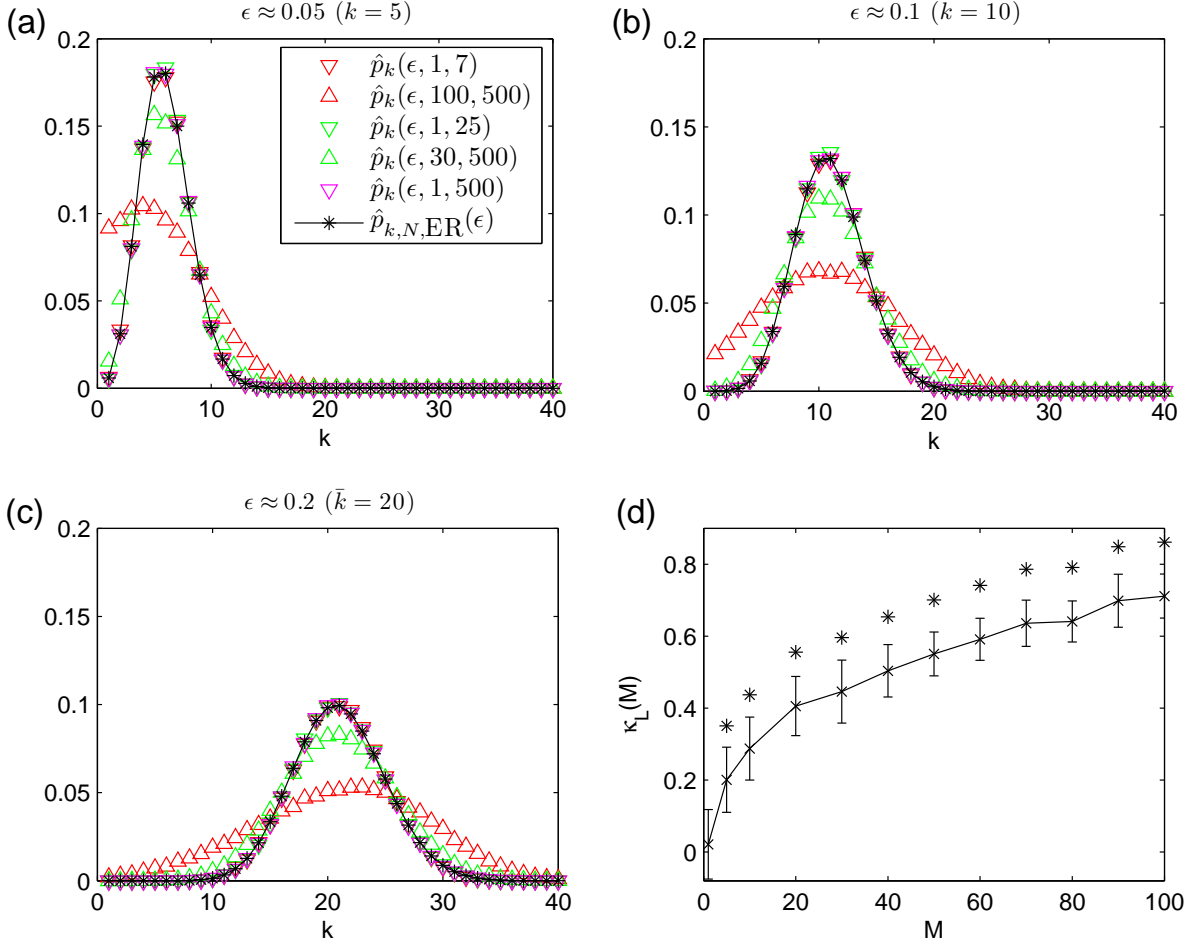 (a)
ϵ ≈ 0.05 (k = 5)
0.2
0.15
0.1
0.05
0
0 10 20 30 40
k
p̂k(ϵ, 1, 7)
p̂k(ϵ, 100, 500)
p̂k(ϵ, 1, 25)
p̂k(ϵ, 30, 500)
p̂k(ϵ, 1, 500)
p̂k,N,ER(ϵ)
(b)
ϵ ≈ 0.1 (k = 10)
0.2
0.15
0.1
0.05
0
0 10 20 30 40
k
(c)
ϵ ≈ 0.2 (k̄ = 20)
0.2
0.15
0.1
0.05
0
0 10 20 30 40
k
(d)
κL(M)
0.8
0.6
0.4
0.2
0
0 20 40 60 80 100
M